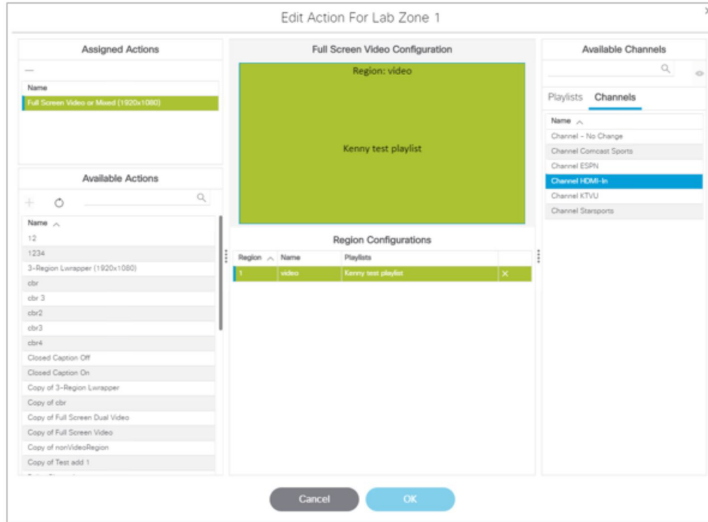 Edit Action For Lab Zone 1
Assigned Actions
Name
Full Screen Video or Mixed (1920x1080)
Available Actions
Name
12
1234
3-Region Lwrapper (1920x1080)
cbr
cbr 3
cbr2
cbr3
cbr4
Closed Caption Off
Closed Caption On
Copy of 3-Region Lwrapper
Copy of cbr
Copy of Full Screen Dual Video
Copy of Full Screen Video
Copy of nonVideoRegion
Copy of Test add 1
Full Screen Video Configuration
Region: video
Kenny test playlist
Region Configurations
Region Name Playlists
1 video Kenny test playlist X
Available Channels
Playlists Channels
Name
Channel - No Change
Channel Comcast Sports
Channel ESPN
Channel HDMI-In
Channel KTVU
Channel Starsports
Cancel OK